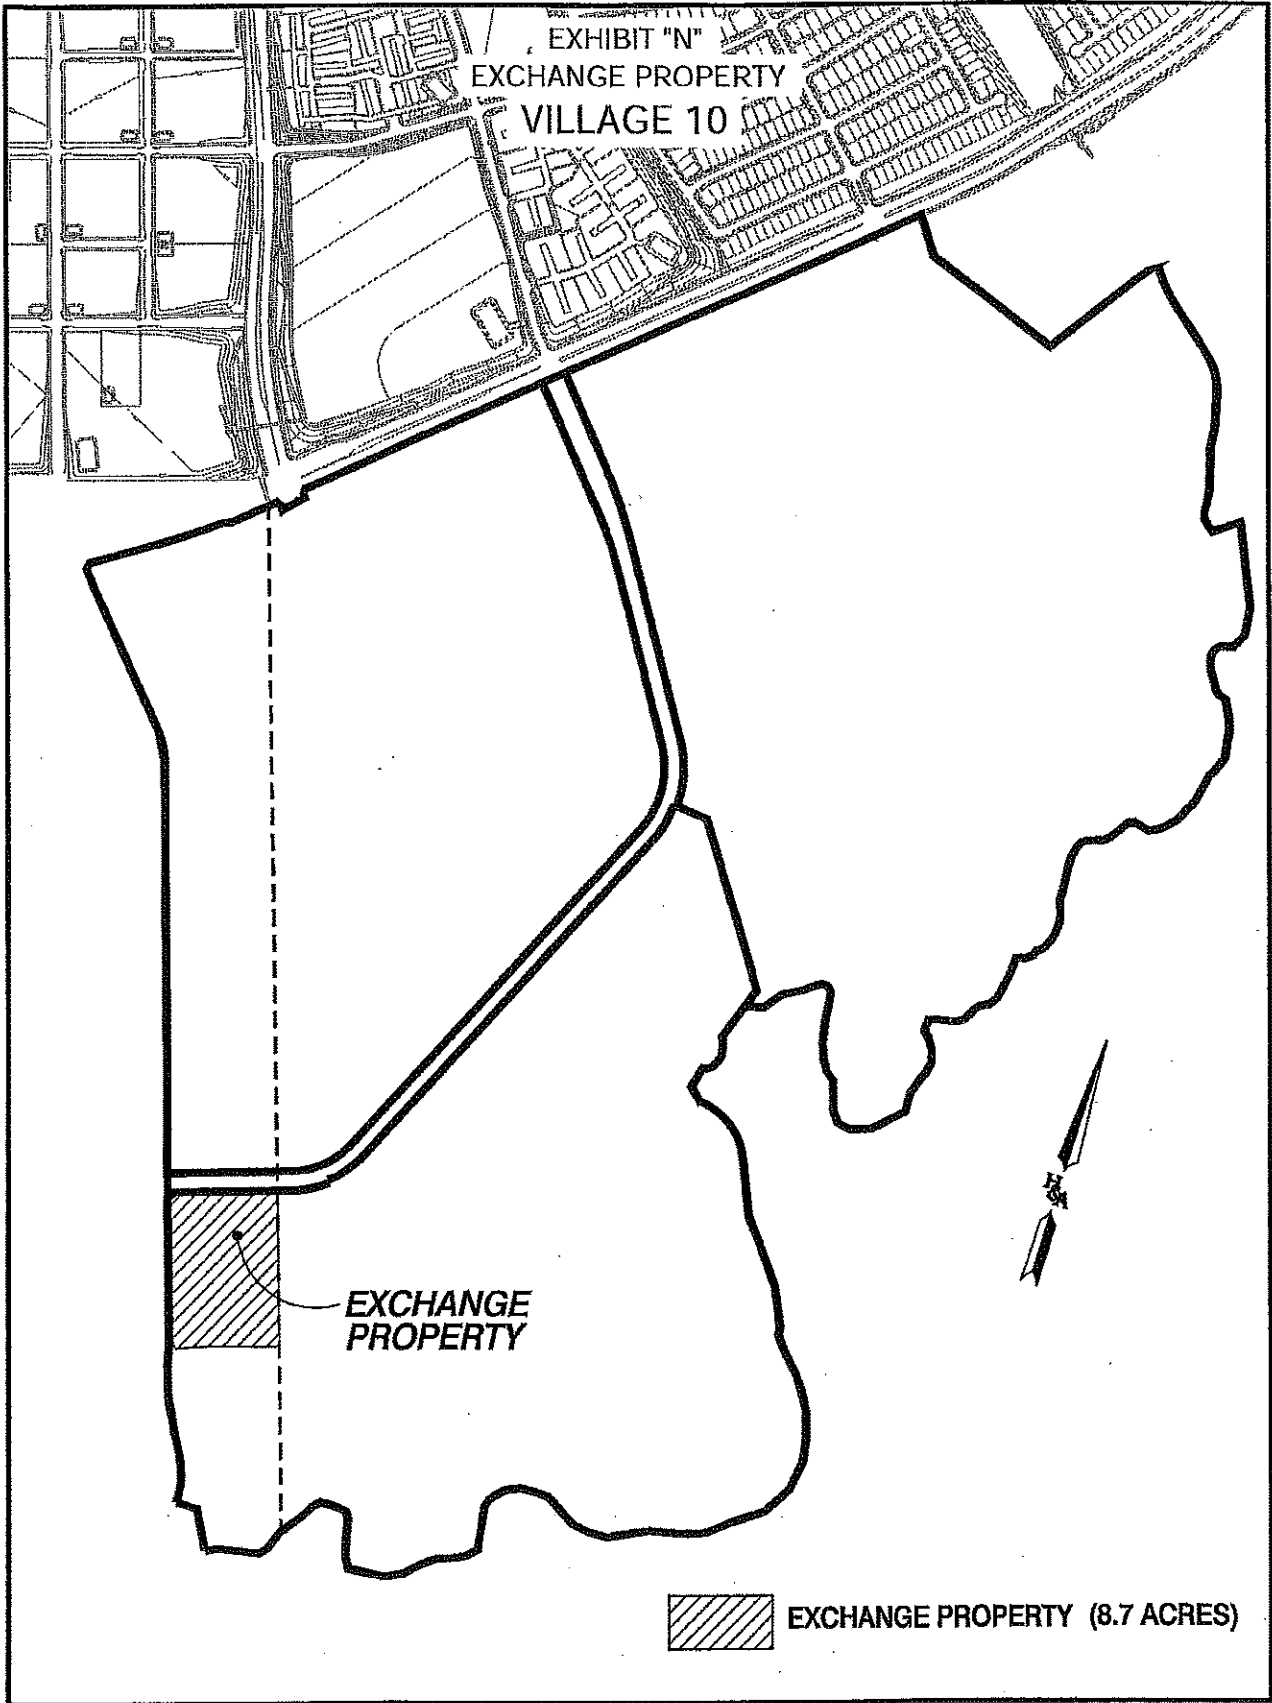 EXHIBIT "N"
EXCHANGE PROPERTY
VILLAGE 10
EXCHANGE
PROPERTY
H&A
EXCHANGE PROPERTY (8.7 ACRES)